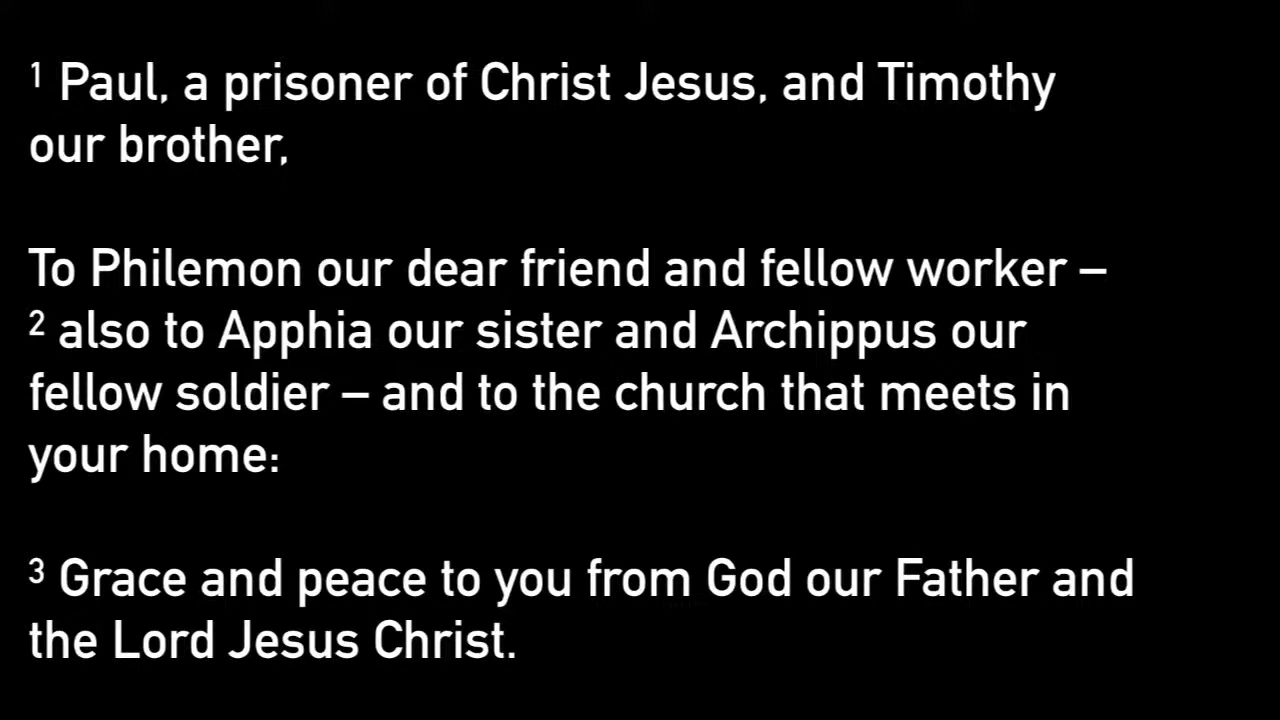 ¹ Paul, a prisoner of Christ Jesus, and Timothy
our brother,
To Philemon our dear friend and fellow worker –
² also to Apphia our sister and Archippus our
fellow soldier – and to the church that meets in
your home:
³ Grace and peace to you from God our Father and
the Lord Jesus Christ.